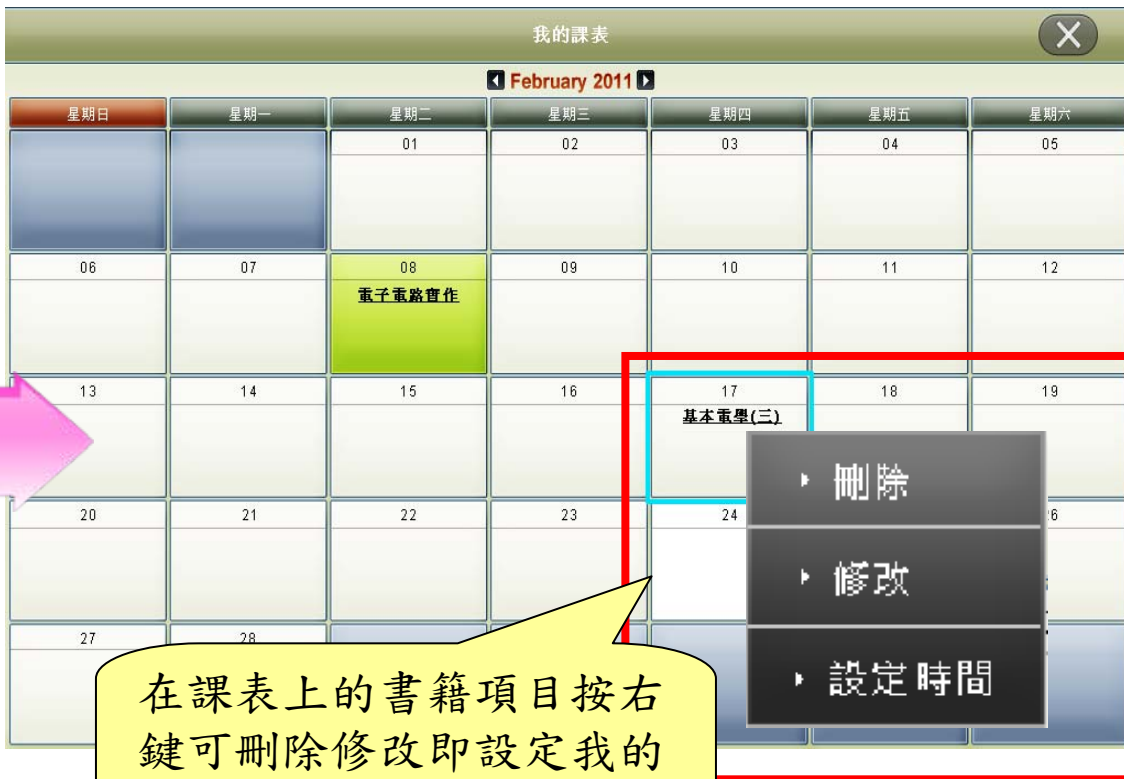 我的課表
February 2011
星期日 星期一 星期二 星期三 星期四 星期五 星期六
01 02 03 04 05
06 07 08 09 10 11 12
電子電路實作
13 14 15 16 17 18 19
基本電學(三)
刪除
20 21 22 23 24
修改
27 28
設定時間
在課表上的書籍項目按右
鍵可刪除修改即設定我的